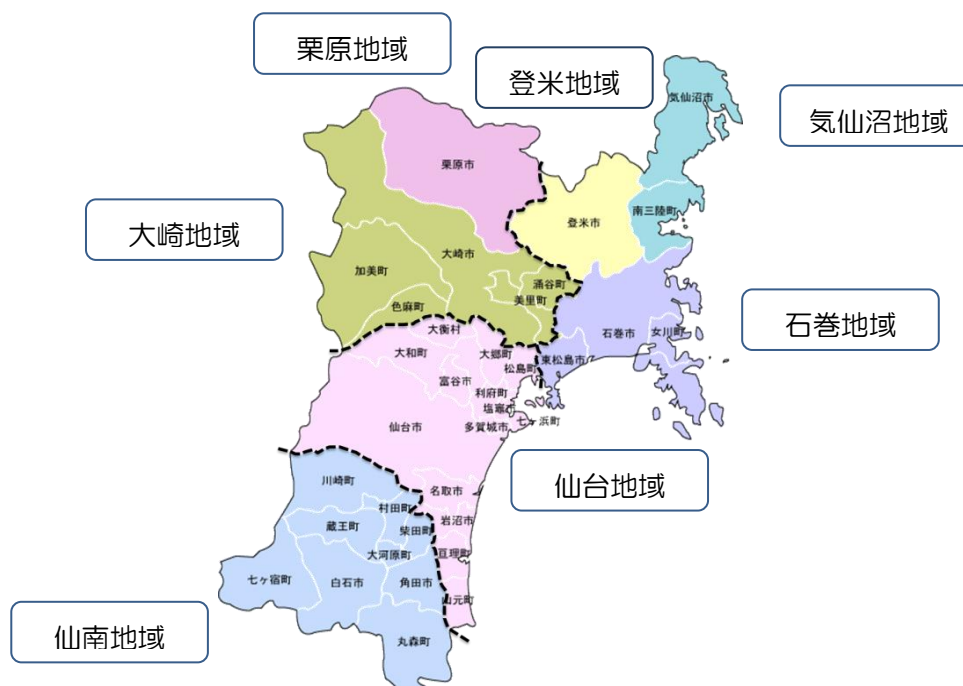 栗原地域
登米地域
気仙沼地域
気仙沼市
栗原市
南三陸町
登米市
大崎地域
大崎市
加美町
涌谷町
美里町
色麻町
石巻地域
大衡村
石巻市
女川町
大和町
大郷町
松島町
東松島市
富谷市
利府町
塩竈市
七ヶ浜町
仙台市
多賀城市
仙台地域
川崎町
名取市
村田町
岩沼市
蔵王町
柴田町
大河原町
亘理町
七ヶ宿町
白石市
角田市
山元町
仙南地域
丸森町